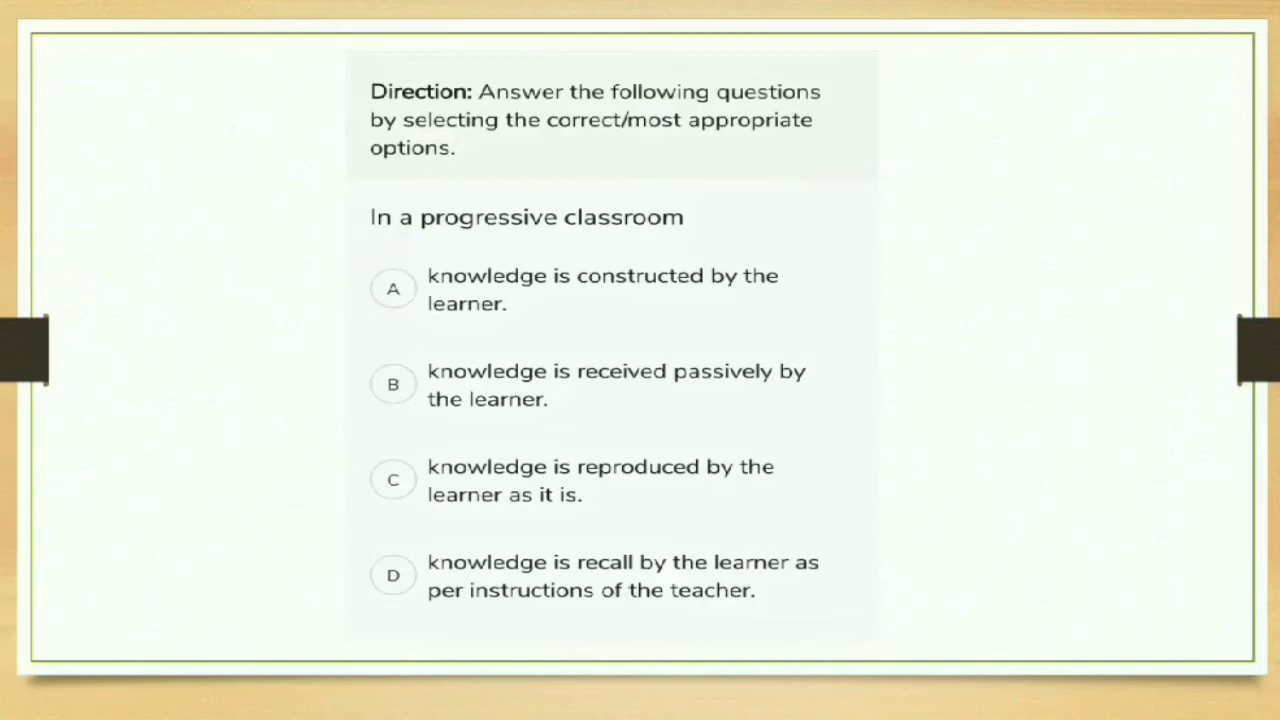 Direction: Answer the following questions
by selecting the correct/most appropriate
options.
In a progressive classroom
A
knowledge is constructed by the
learner.
B
knowledge is received passively by
the learner.
C
knowledge is reproduced by the
learner as it is.
D
knowledge is recall by the learner as
per instructions of the teacher.